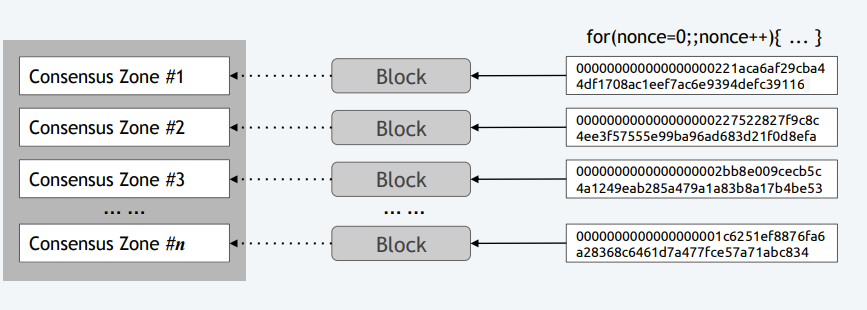 for(nonce=0;;nonce++){ ... }
Consensus Zone #1
Block
00000000000000000221aca6af29cba4
4df1708ac1eef7ac6e9394defc39116
Consensus Zone #2
Block
000000000000000000227522827f9c8c
4ee3f57555e99ba96ad683d21f0d8efa
Consensus Zone #3
Block
0000000000000000002bb8e009cecb5c
4a1249eab285a479a1a83b8a17b4be53
... ...
... ...
Consensus Zone #n
Block
0000000000000000001c6251ef8876fa6
a28368c6461d7a477fce57a71abc834